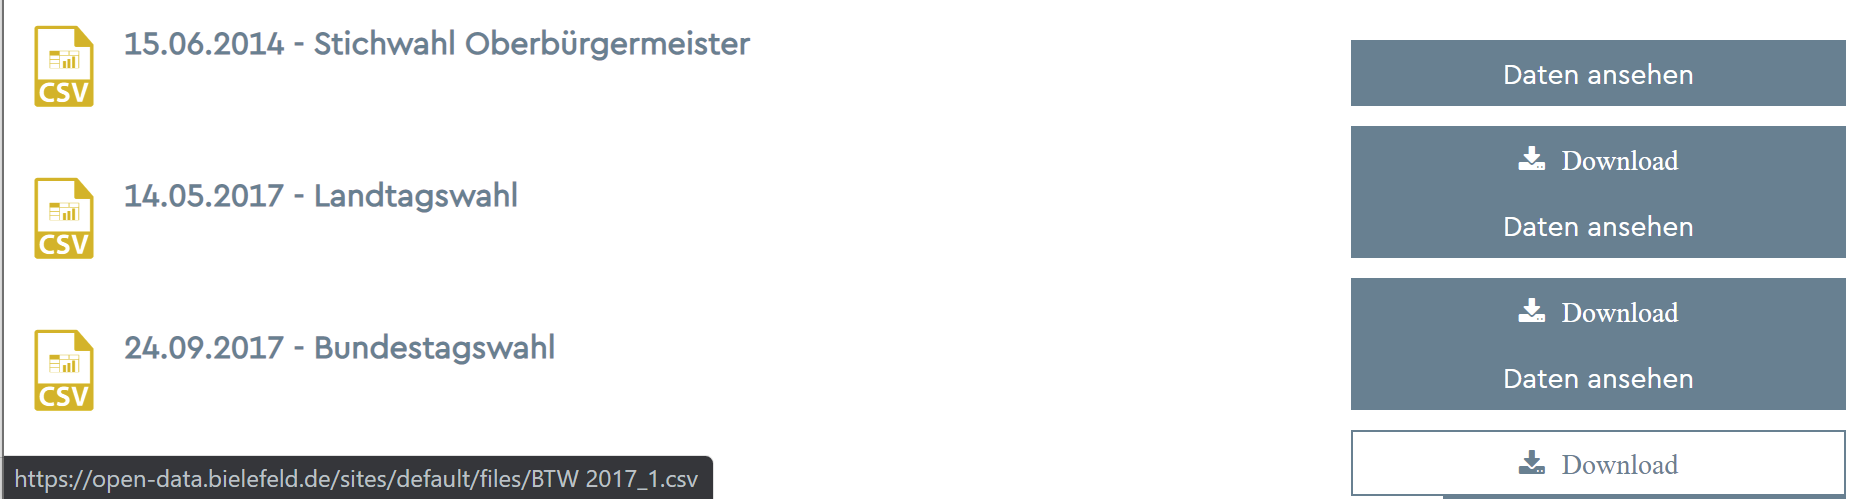 15.06.2014 - Stichwahl Oberbürgermeister
CSV
Daten ansehen
Download
14.05.2017 - Landtagswahl
CSV
Daten ansehen
Download
24.09.2017 - Bundestagswahl
CSV
Daten ansehen
Download
https://open-data.bielefeld.de/sites/default/files/BTW 2017_1.csv